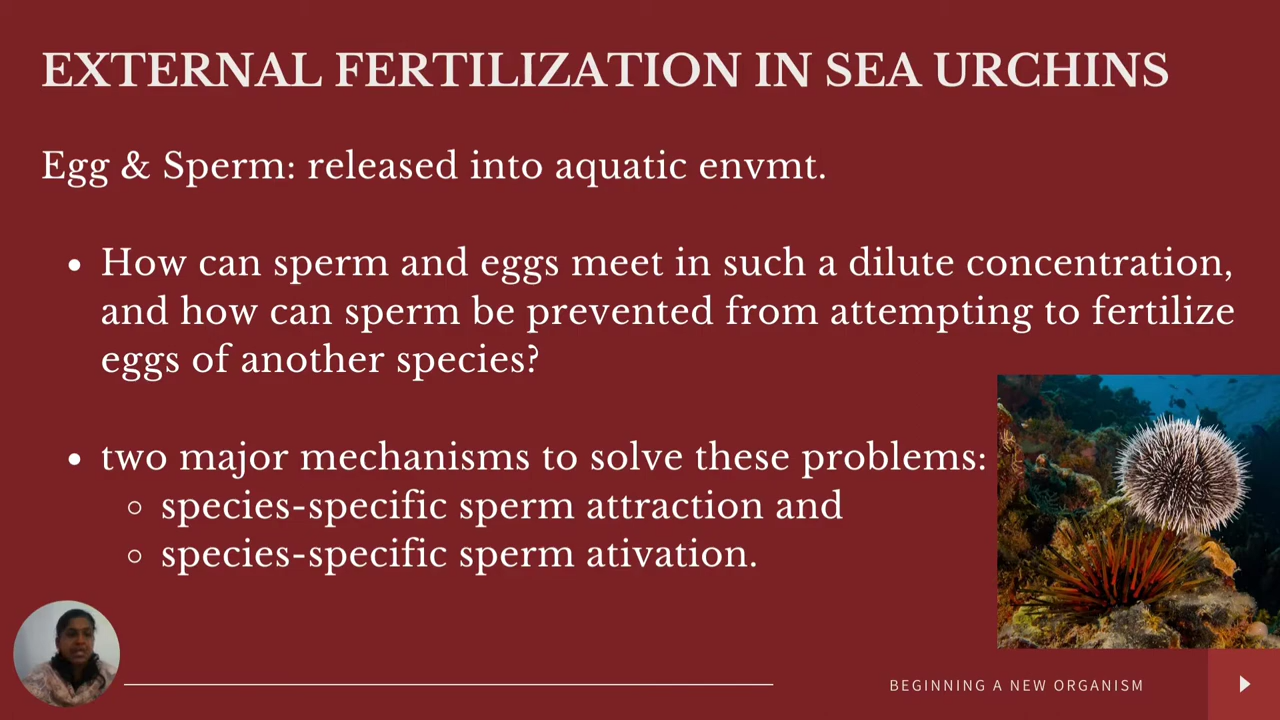 EXTERNAL FERTILIZATION IN SEA URCHINS
Egg & Sperm: released into aquatic envmt.
• How can sperm and eggs meet in such a dilute concentration,
and how can sperm be prevented from attempting to fertilize
eggs of another species?
• two major mechanisms to solve these problems:
○ species-specific sperm attraction and
○ species-specific sperm ativation.
BEGINNING A NEW ORGANISM